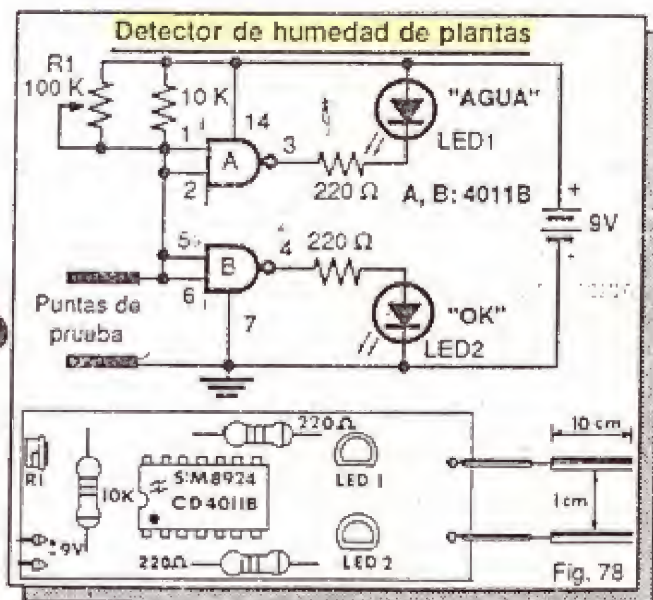 Detector de humedad de plantas
R1
100 K
10 K
1
14
"AGUA"
A
3
LED1
2
220 Ω
A, B: 4011B
+
9V
5
4
220 Ω
B
6
Puntas de
prueba
7
"OK"
LED2
220Ω
10 cm
R1
10K
SM8924
CD4011B
LED 1
1cm
9V
220Ω
LED 2
Fig. 78